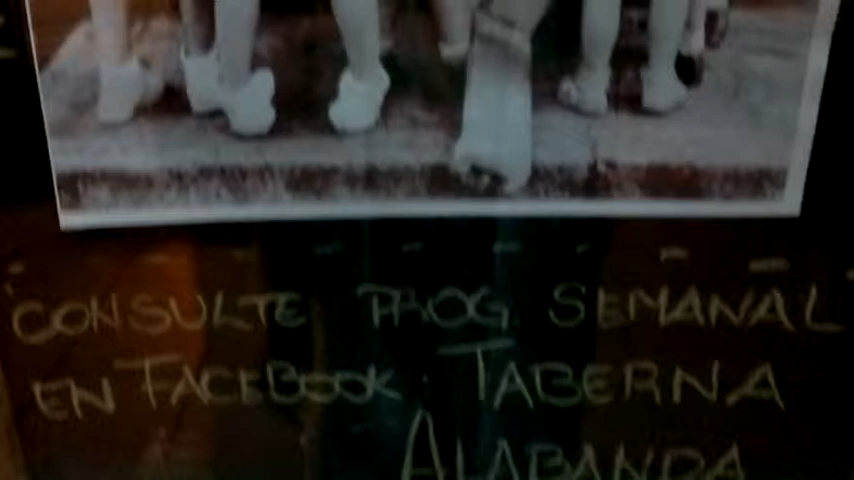 CONSULTE PROG SEMANAL
EN FACEBOOK. TABERNA
ALABANDA